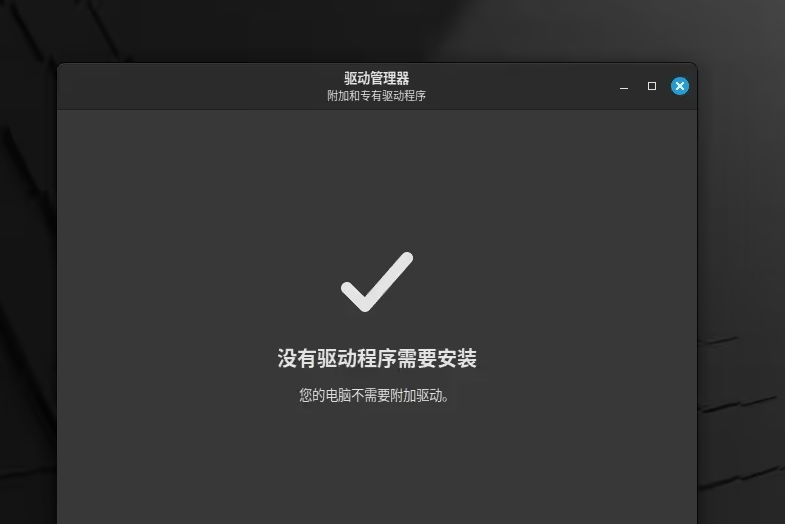 驱动管理器
附加和专有驱动程序
没有驱动程序需要安装
您的电脑不需要附加驱动。